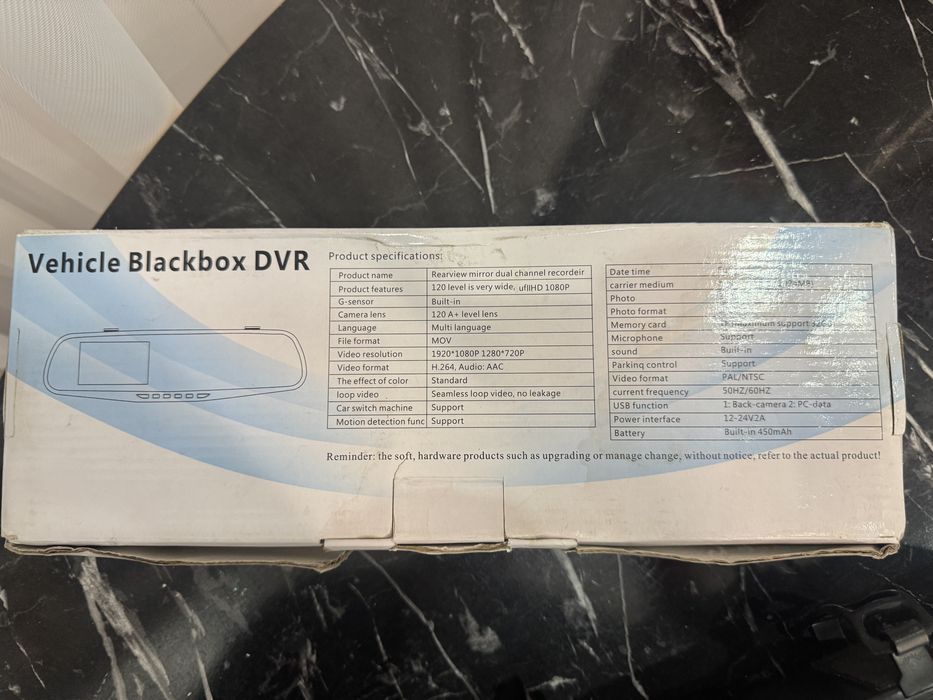 Vehicle Blackbox DVR
Product specifications:
Product name Rearview mirror dual channel recordeir
Product features 120 level is very wide, ufllHD 1080P
G-sensor Built-in
Camera lens 120 A+ level lens
Language Multi language
File format MOV
Video resolution 1920*1080P 1280*720P
Video format H.264, Audio: AAC
The effect of color Standard
loop video Seamless loop video, no leakage
Car switch machine Support
Motion detection func Support
Date time
carrier medium
Photo
Photo format
Memory card maximum support
Microphone Support
sound Built-in
Parking control Support
Video format PAL/NTSC
current frequency 50HZ/60HZ
USB function 1: Back-camera 2: PC-data
Power interface 12-24V2A
Battery Built-in 450mAh
Reminder: the soft, hardware products such as upgrading or manage change, without notice, refer to the actual product!